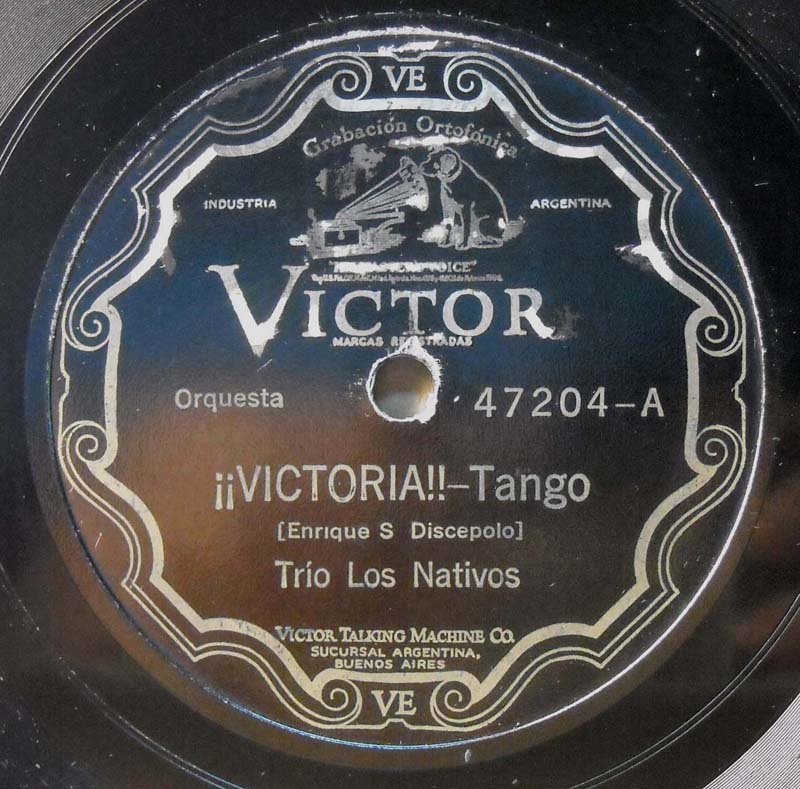 VE
Grabación Ortofónica
INDUSTRIA ARGENTINA
VOICE"
VICTOR
MARCAS REGISTRADAS
Orquesta 47204-A
¡¡VICTORIA!!-Tango
[Enrique S Discepolo]
Trío Los Nativos
VICTOR TALKING MACHINE CO.
SUCURSAL ARGENTINA,
BUENOS AIRES
VE